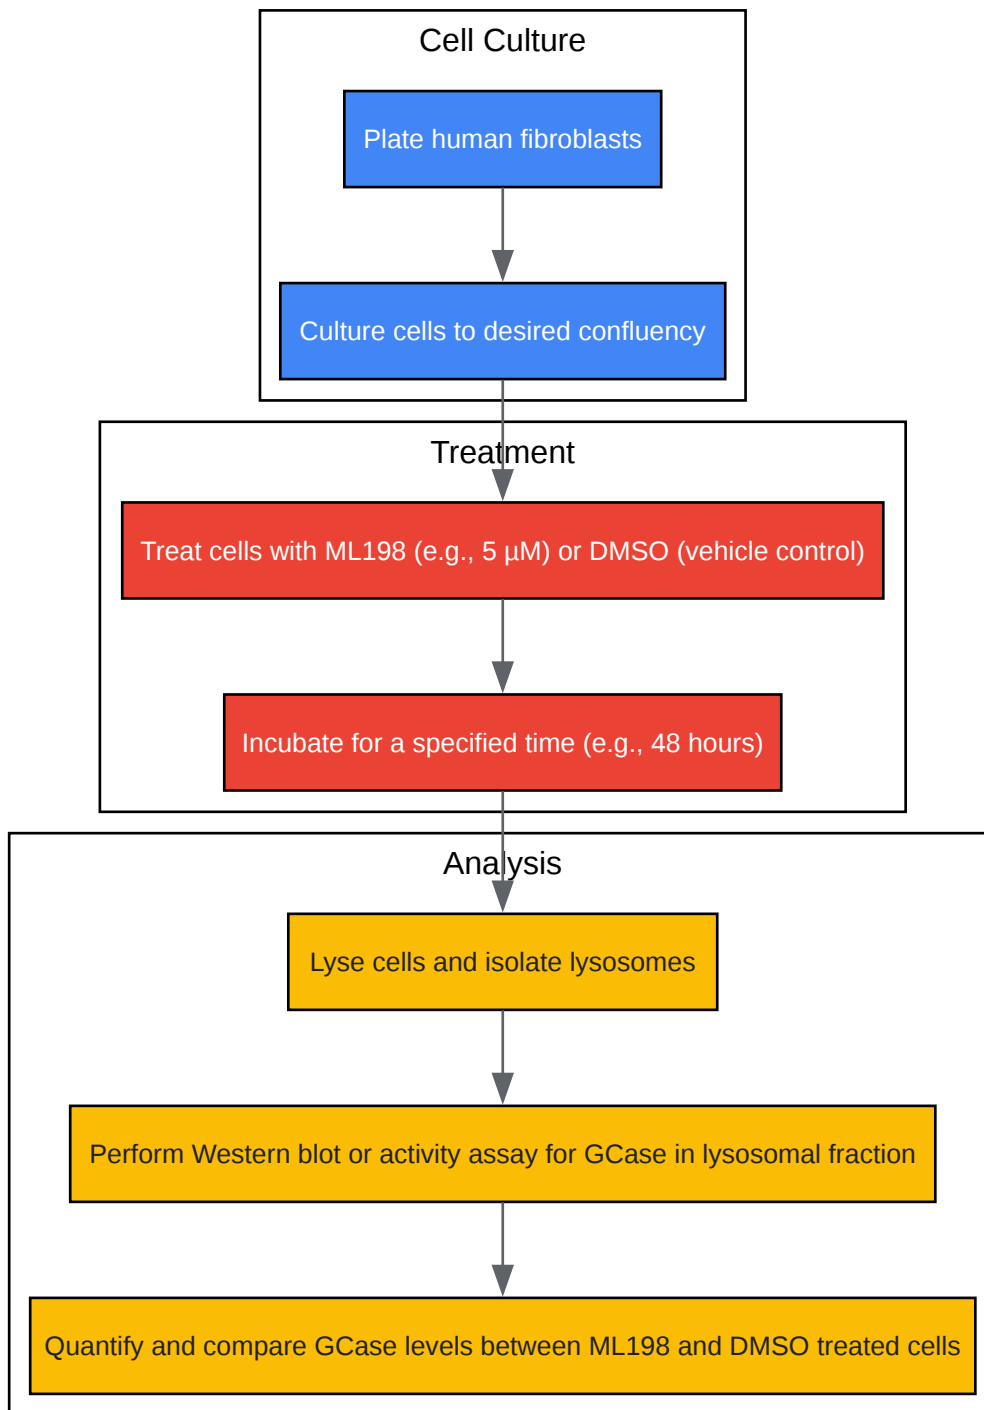 Cell Culture
Plate human fibroblasts
Culture cells to desired confluency
Treatment
Treat cells with ML198 (e.g., 5 µM) or DMSO (vehicle control)
Incubate for a specified time (e.g., 48 hours)
Analysis
Lyse cells and isolate lysosomes
Perform Western blot or activity assay for GCase in lysosomal fraction
Quantify and compare GCase levels between ML198 and DMSO treated cells